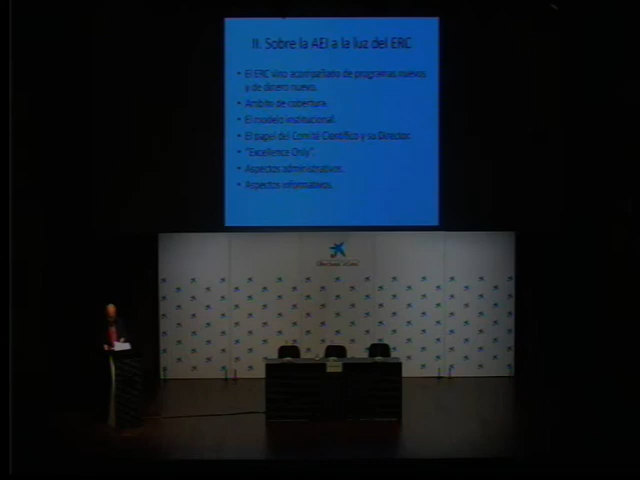 II. Sobre la AEI a la luz del ERC
• El ERC vino acompañado de programas nuevos
y de dinero nuevo.
• Ámbito de cobertura.
• El modelo institucional.
• El papel del Comité Científico y su Director.
• "Excellence Only".
• Aspectos administrativos.
• Aspectos informativos.